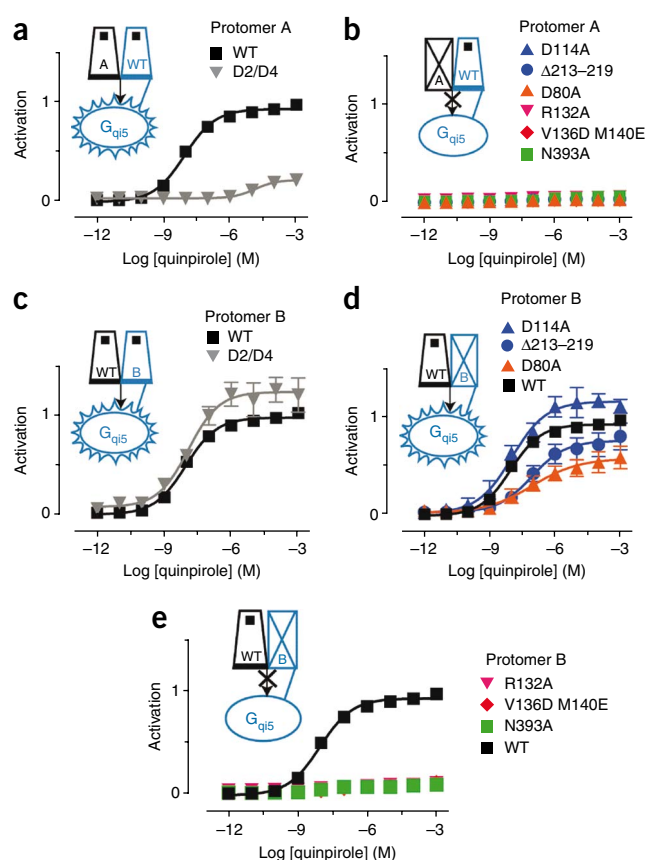 a
Protomer A
WT
D2/D4
A
WT
Gqi5
Activation
1
0
−12
−9
−6
−3
Log [quinpirole] (M)
b
Protomer A
D114A
Δ213–219
D80A
R132A
V136D M140E
N393A
A
WT
Gqi5
Activation
1
0
−12
−9
−6
−3
Log [quinpirole] (M)
c
Protomer B
WT
D2/D4
WT
B
Gqi5
Activation
1
0
−12
−9
−6
−3
Log [quinpirole] (M)
d
Protomer B
D114A
Δ213–219
D80A
WT
WT
B
Gqi5
Activation
1
0
−12
−9
−6
−3
Log [quinpirole] (M)
e
Protomer B
R132A
V136D M140E
N393A
WT
WT
B
Gqi5
Activation
1
0
−12
−9
−6
−3
Log [quinpirole] (M)